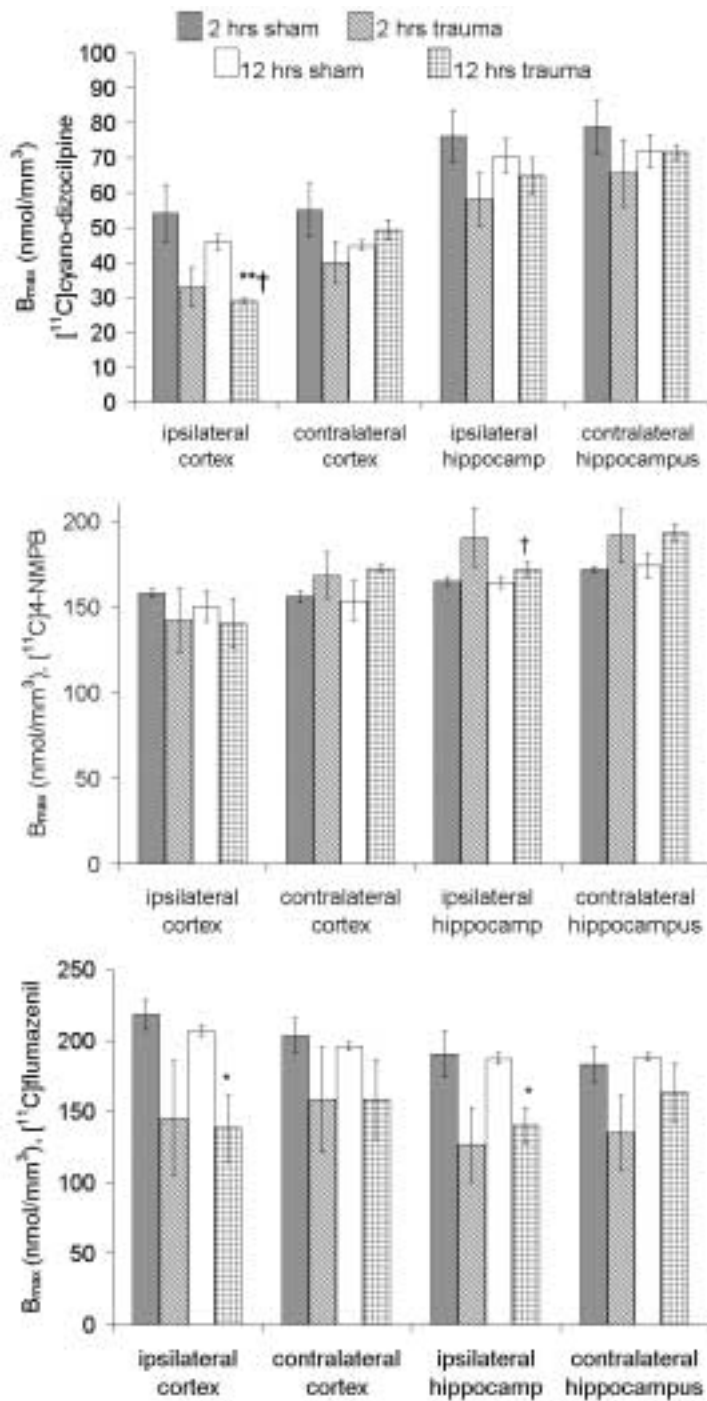 2 hrs sham 2 hrs trauma
12 hrs sham 12 hrs trauma
Bmax (nmol/mm³)
[¹¹C]cyano-dizocilpine
100
90
80
70
60
50
40
30
20
10
0
**†
ipsilateral cortex
contralateral cortex
ipsilateral hippocamp
contralateral hippocampus
Bmax (nmol/mm³), [¹¹C]4-NMPB
200
150
100
50
0
†
ipsilateral cortex
contralateral cortex
ipsilateral hippocamp
contralateral hippocampus
Bmax (nmol/mm³), [¹¹C]flumazenil
250
200
150
100
50
0
*
*
ipsilateral cortex
contralateral cortex
ipsilateral hippocamp
contralateral hippocampus